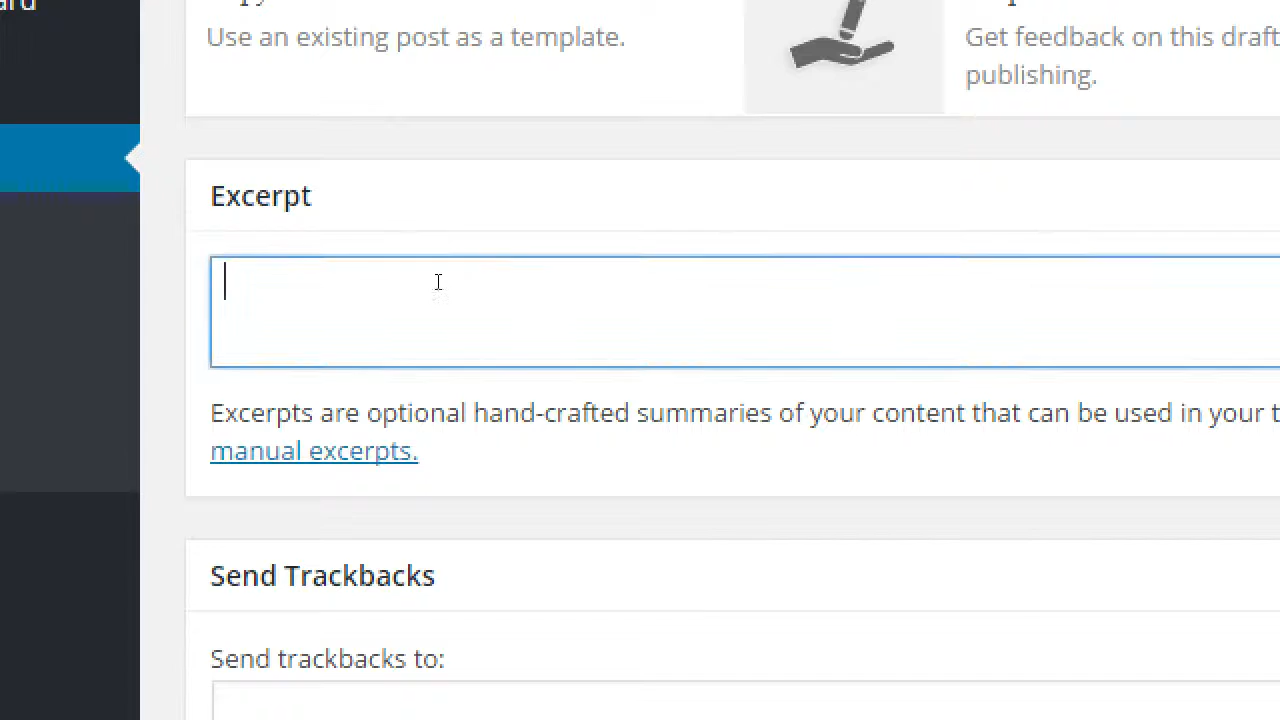 Use an existing post as a template.
Get feedback on this draft
publishing.
Excerpt
Excerpts are optional hand-crafted summaries of your content that can be used in your
manual excerpts.
Send Trackbacks
Send trackbacks to: